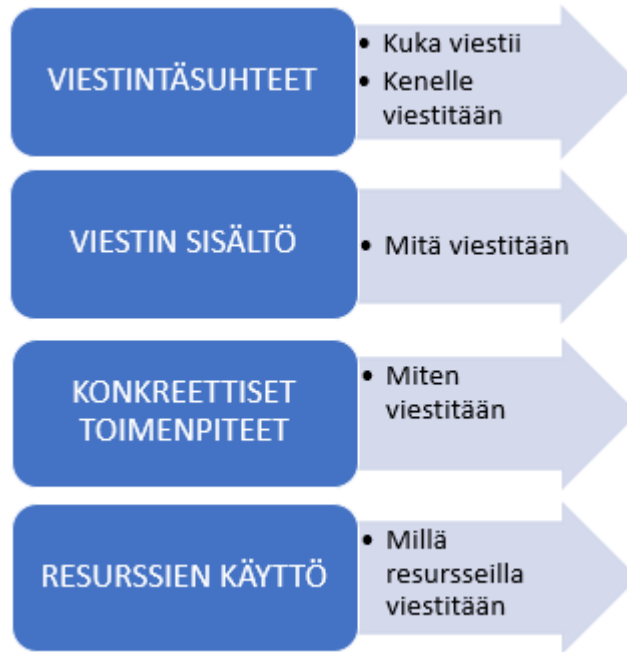 VIESTINTÄSUHTEET
• Kuka viestii
• Kenelle
viestitään
VIESTIN SISÄLTÖ
• Mitä viestitään
KONKREETTISET
TOIMENPITEET
• Miten
viestitään
RESURSSIEN KÄYTTÖ
• Millä
resursseilla
viestitään